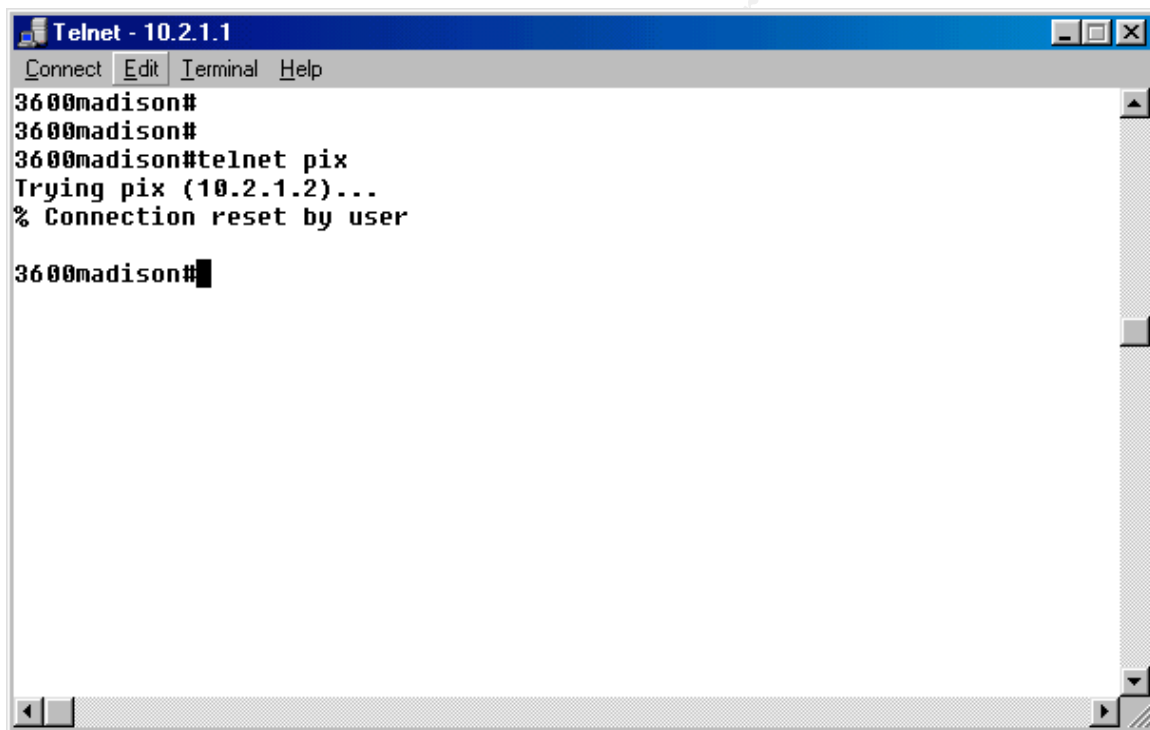 Telnet - 10.2.1.1
Connect Edit Terminal Help
3600madison#
3600madison#
3600madison#telnet pix
Trying pix (10.2.1.2)...
% Connection reset by user
3600madison#